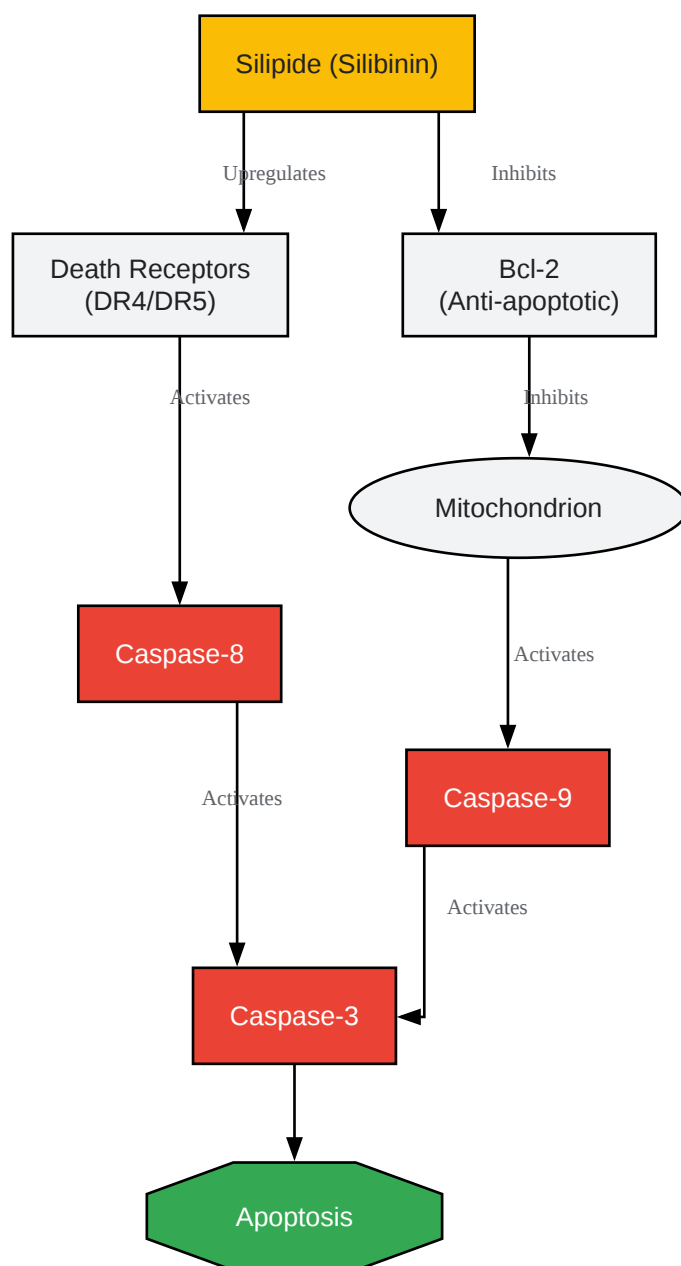 Silipide (Silibinin)
Upregulates
Inhibits
Death Receptors
(DR4/DR5)
Bcl-2
(Anti-apoptotic)
Activates
Inhibits
Mitochondrion
Caspase-8
Activates
Caspase-9
Activates
Activates
Caspase-3
Apoptosis